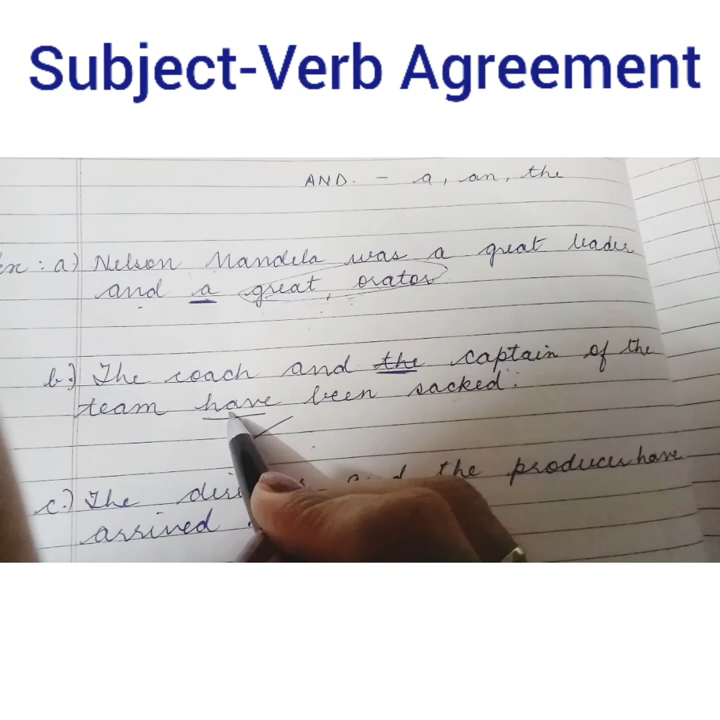 Subject-Verb Agreement
AND. - a, an, the
Ex : a) Nelson Mandela was a great leader
and a great, orator
b.) The coach and the captain of the
team have been sacked.
c.) The the producer have
arrived